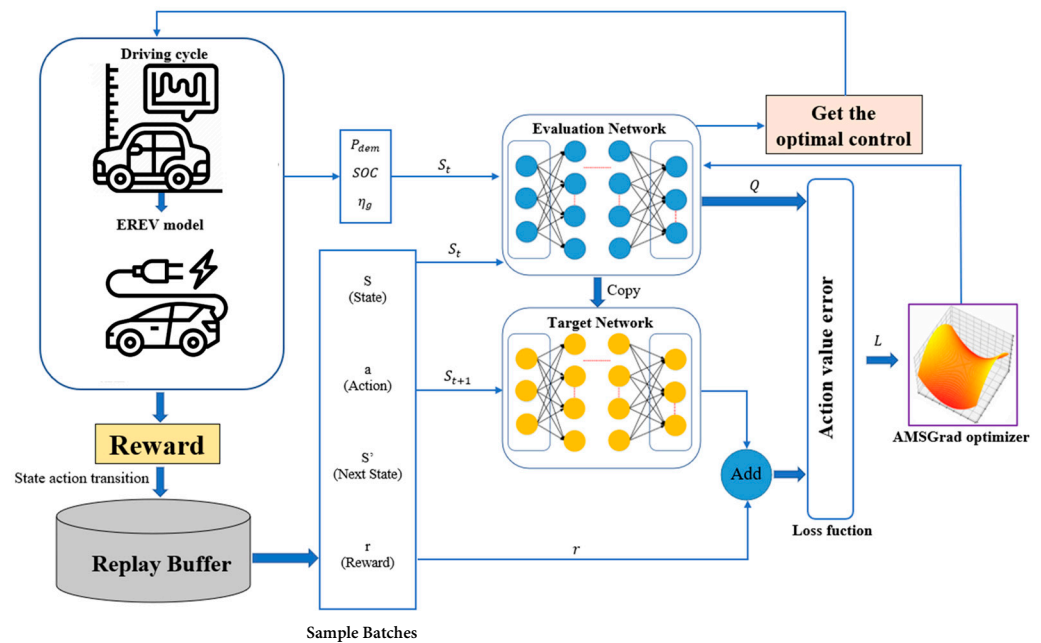 Driving cycle
EREV model
Reward
State action transition
Replay Buffer
P_dem
SOC
η_g
S_t
S_t
S
(State)
a
(Action)
S_{t+1}
S’
(Next State)
r
(Reward)
r
Sample Batches
Evaluation Network
Copy
Target Network
Add
Get the
optimal control
Q
Action value error
Loss fuction
L
AMSGrad optimizer